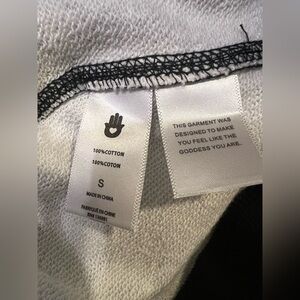 100%COTTON
100%COTON
S
MADE IN CHINA
FABRIQUÉ EN CHINE
THIS GARMENT WAS
DESIGNED TO MAKE
YOU FEEL LIKE THE
GODDESS YOU ARE.